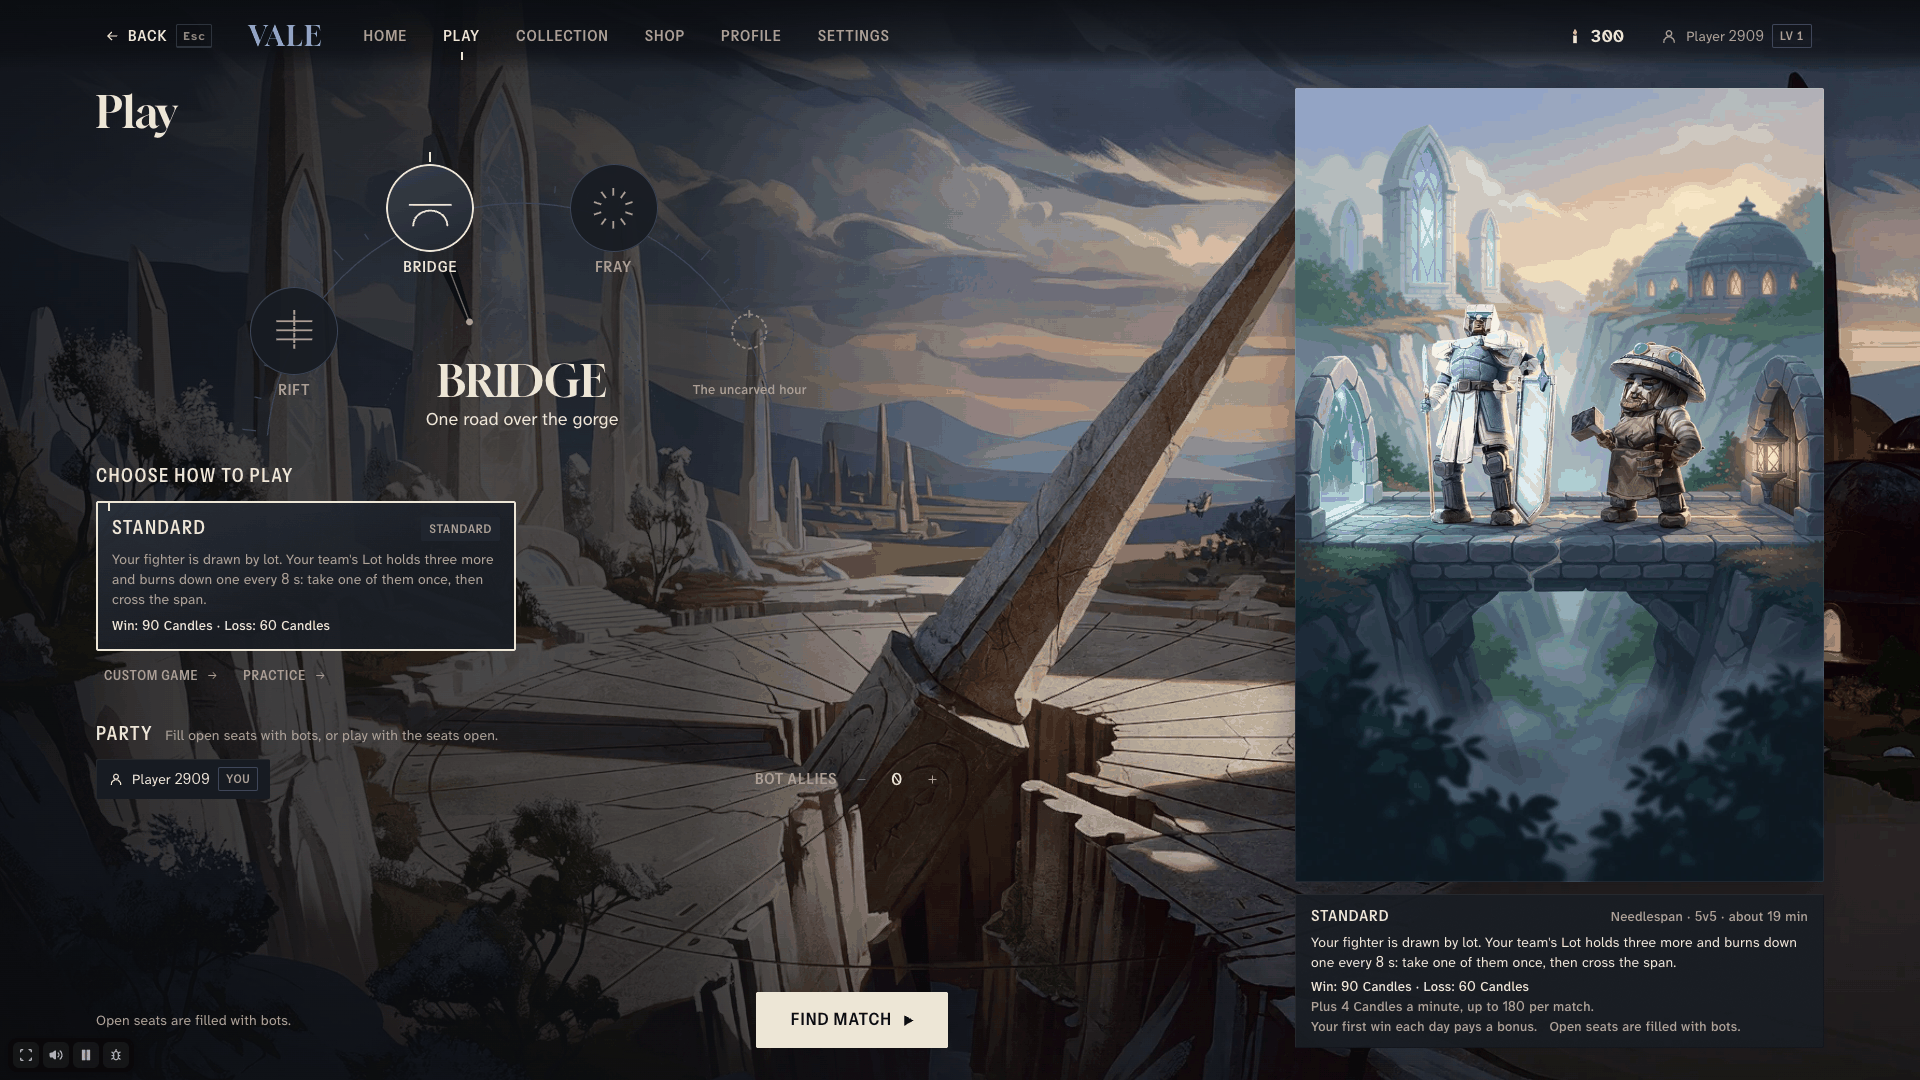 BACK Esc VALE HOME PLAY COLLECTION SHOP PROFILE SETTINGS 300 Player 2909 LV 1
Play
BRIDGE
FRAY
RIFT
The uncarved hour
BRIDGE
One road over the gorge
CHOOSE HOW TO PLAY
STANDARD STANDARD
Your fighter is drawn by lot. Your team's Lot holds three more
and burns down one every 8 s: take one of them once, then
cross the span.
Win: 90 Candles · Loss: 60 Candles
CUSTOM GAME → PRACTICE →
PARTY Fill open seats with bots, or play with the seats open.
Player 2909 YOU
BOT ALLIES − 0 +
Open seats are filled with bots.
FIND MATCH
STANDARD Needlespan · 5v5 · about 19 min
Your fighter is drawn by lot. Your team's Lot holds three more and burns down
one every 8 s: take one of them once, then cross the span.
Win: 90 Candles · Loss: 60 Candles
Plus 4 Candles a minute, up to 180 per match.
Your first win each day pays a bonus. Open seats are filled with bots.